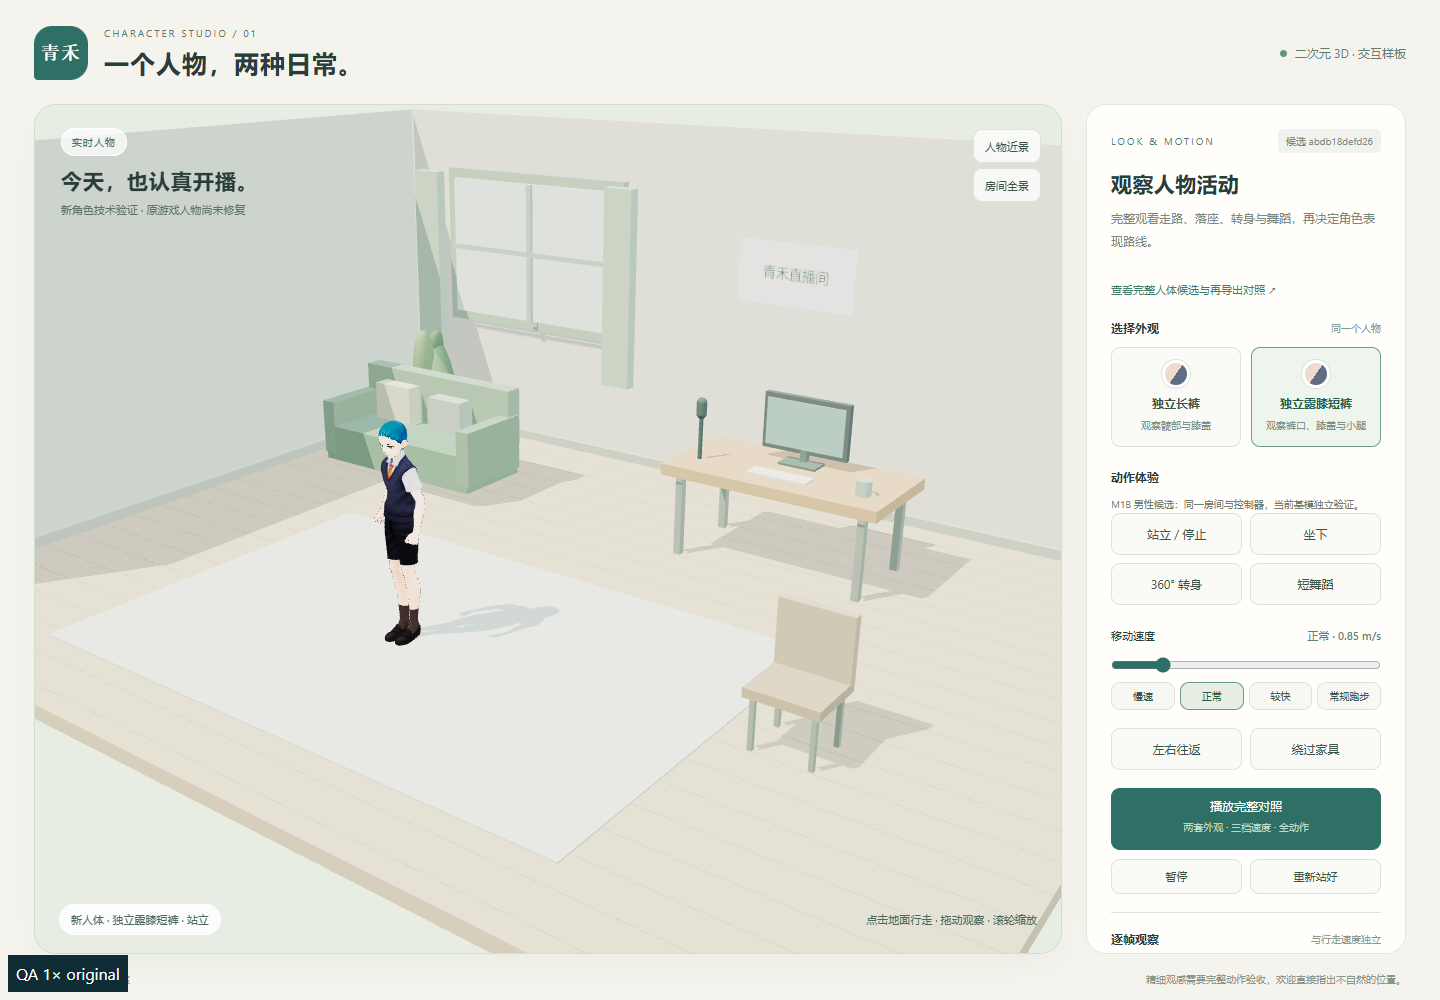 青禾
CHARACTER STUDIO / 01
一个人物，两种日常。
二次元 3D · 交互样板
实时人物
今天，也认真开播。
新角色技术验证 · 原游戏人物尚未修复
人物近景
房间全景
青禾直播间
新人体 · 独立露膝短裤 · 站立
点击地面行走 · 拖动观察 · 滚轮缩放
LOOK & MOTION
候选 abdb18defd26
观察人物活动
完整观看走路、落座、转身与舞蹈，再决定角色表
现路线。
查看完整人体候选与再导出对照 ↗
选择外观
同一个人物
独立长裤
观察髋部与膝盖
独立露膝短裤
观察裤口、膝盖与小腿
动作体验
M1B 男性候选：同一房间与控制器，当前基模独立验证。
站立 / 停止
坐下
360° 转身
短舞蹈
移动速度
正常 · 0.85 m/s
慢速
正常
较快
常规跑步
左右往返
绕过家具
播放完整对照
两套外观 · 三档速度 · 全动作
暂停
重新站好
逐帧观察
与行走速度独立
QA 1× original
精细观感需要完整动作验收，欢迎直接指出不自然的位置。